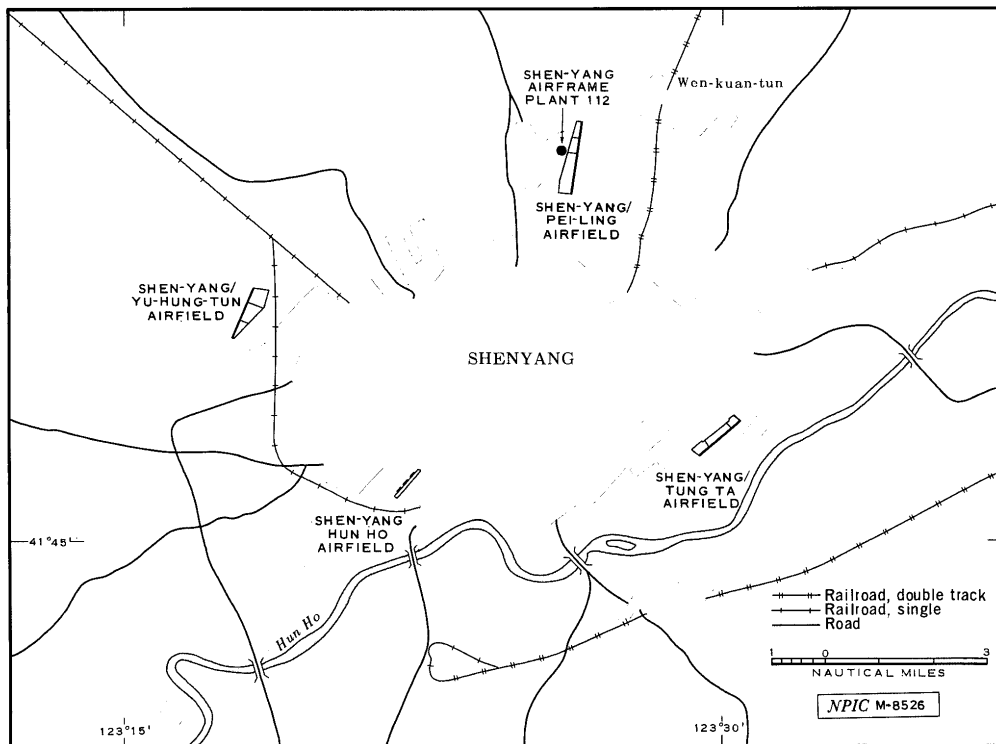 SHEN-YANG
AIRFRAME
PLANT 112
Wen-kuan-tun
SHEN-YANG/
PEI-LING
AIRFIELD
SHEN-YANG/
YU-HUNG-TUN
AIRFIELD
SHENYANG
SHEN-YANG/
TUNG TA
AIRFIELD
SHEN-YANG
HUN HO
AIRFIELD
41°45'
Hun Ho
Railroad, double track
Railroad, single
Road
1 0 3
NAUTICAL MILES
NPIC M-8526
123°15'
123°30'